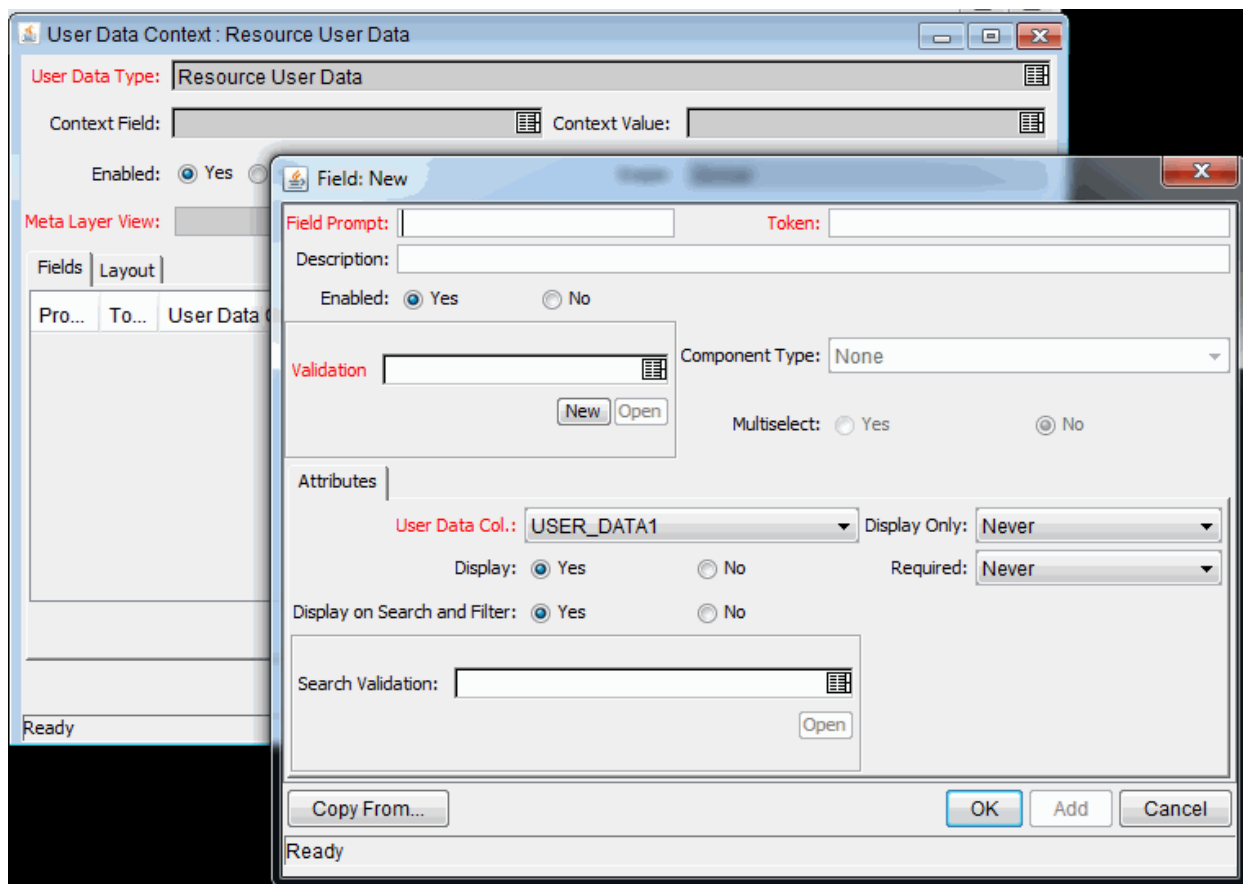 User Data Context : Resource User Data
User Data Type: Resource User Data
Context Field: Context Value:
Enabled: Yes
Meta Layer View:
Fields Layout
Pro... To... User Data
Ready
Field: New
Field Prompt: Token:
Description:
Enabled: Yes No
Validation
Component Type: None
New Open
Multiselect: Yes No
Attributes
User Data Col.: USER_DATA1 Display Only: Never
Display: Yes No Required: Never
Display on Search and Filter: Yes No
Search Validation:
Open
Copy From... OK Add Cancel
Ready